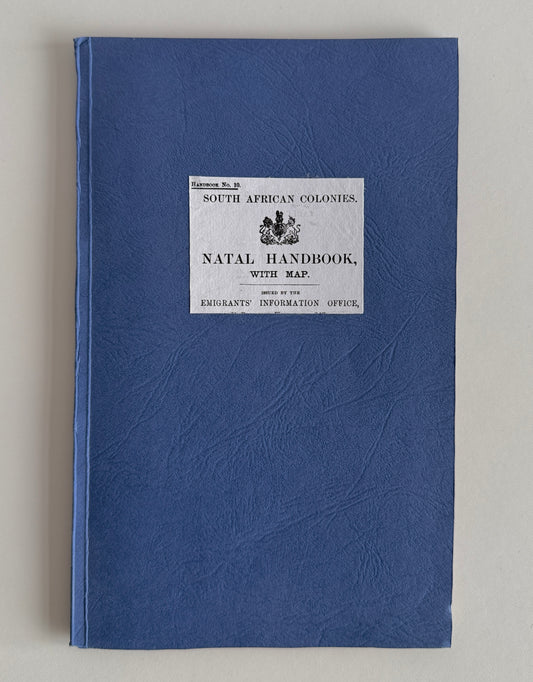 HANDBOOK No. 10.
SOUTH AFRICAN COLONIES.
NATAL HANDBOOK,
WITH MAP.
ISSUED BY THE
EMIGRANTS' INFORMATION OFFICE,